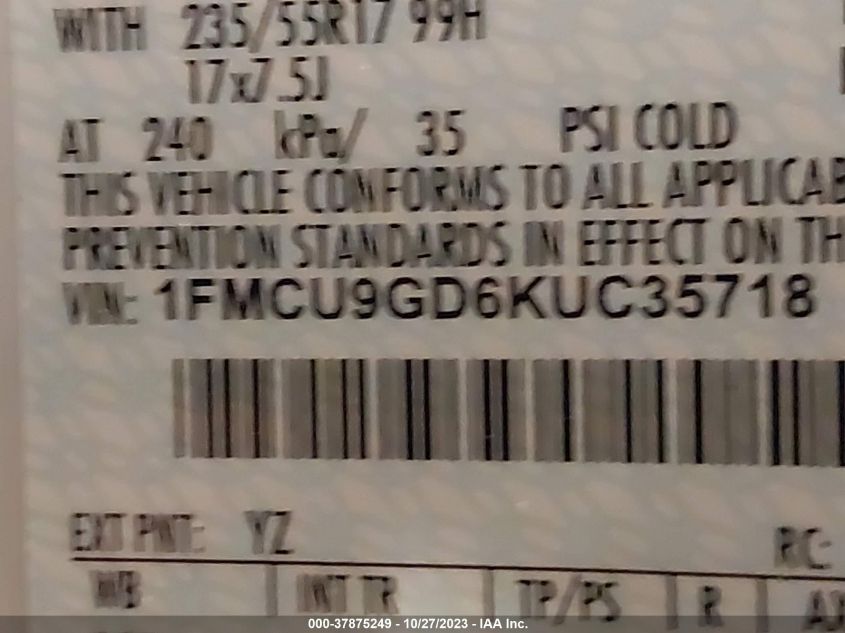 WITH 235/55R17 99H
17x7.5J
AT 240 kPa/ 35 PSI COLD
THIS VEHICLE CONFORMS TO ALL APPLICAB
PREVENTION STANDARDS IN EFFECT ON TH
VIN: 1FMCU9GD6KUC35718
EXT PNT: YZ RC:
WB INT TR TP/PS R AX
000-37875249 - 10/27/2023 - IAA Inc.